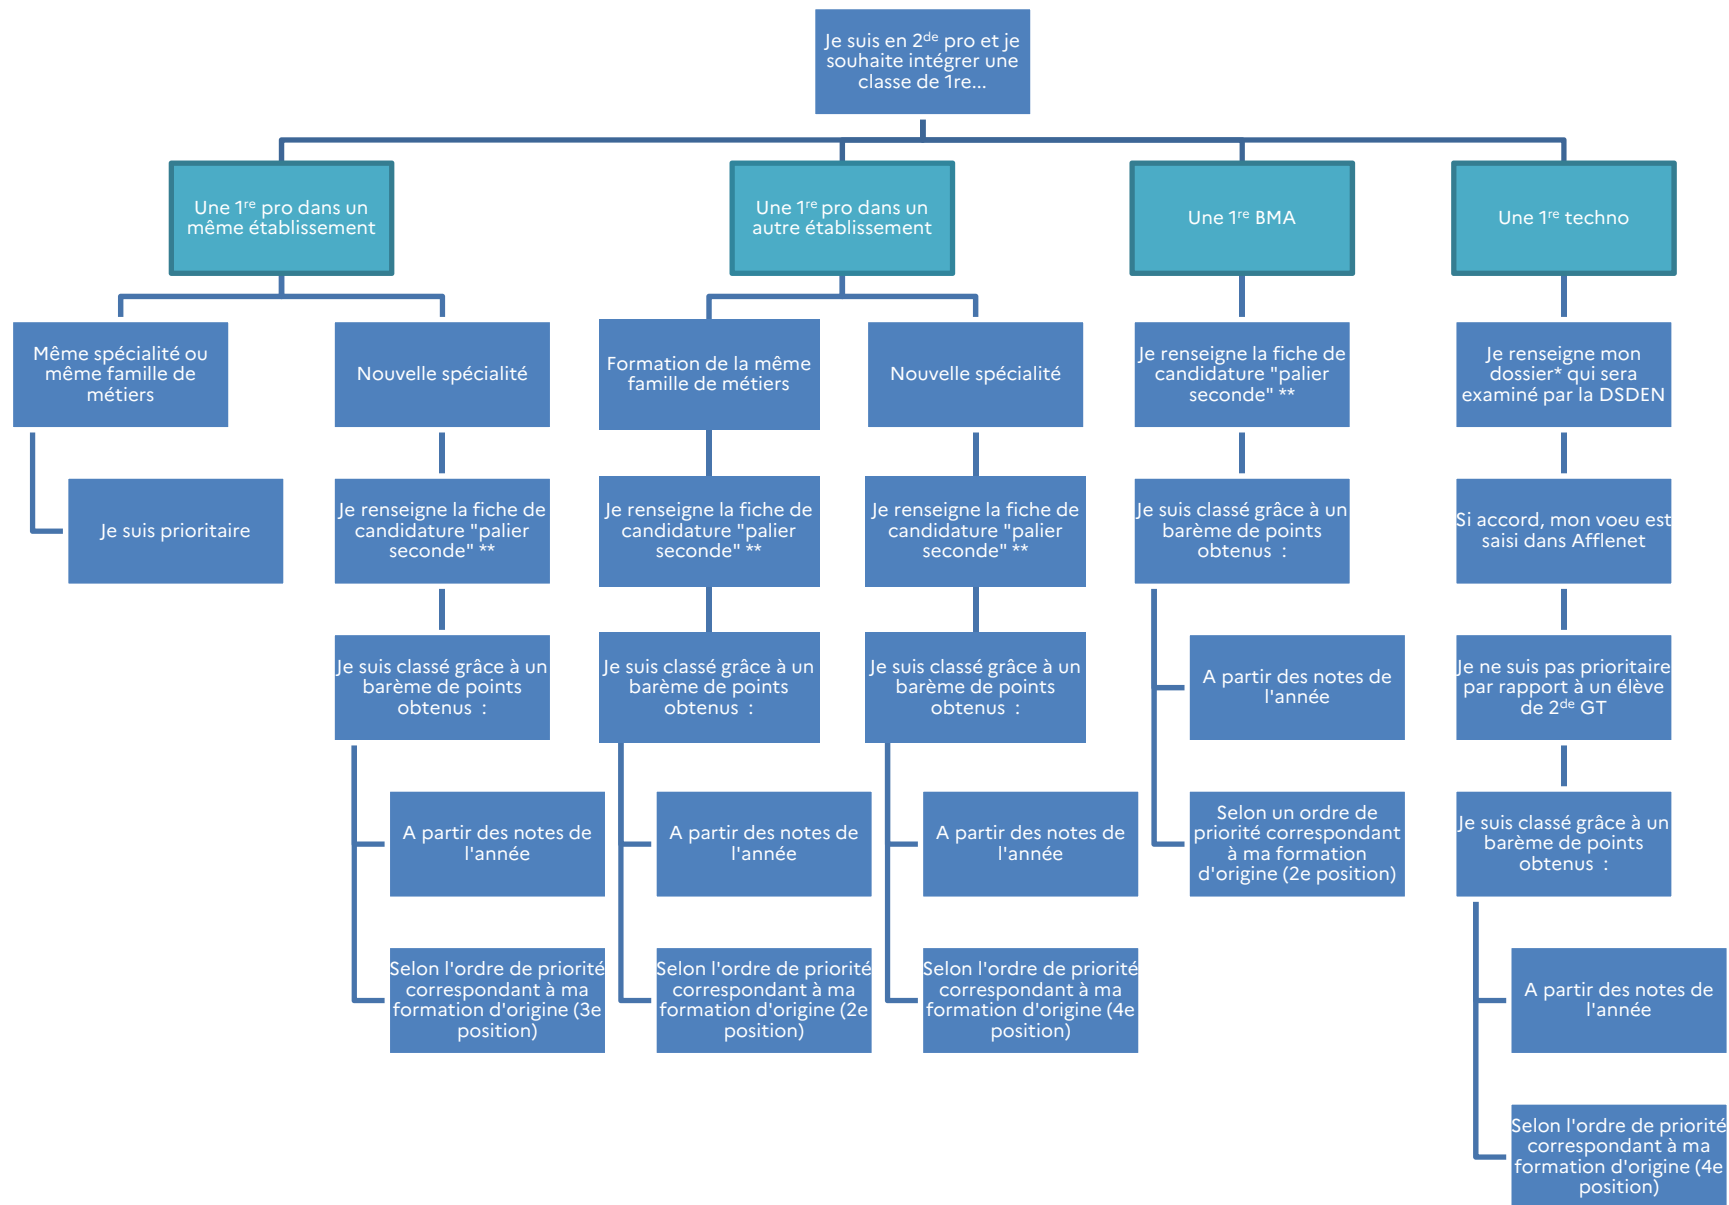 Je suis en 2de pro et je
souhaite intégrer une
classe de 1re...
Une 1re pro dans un
même établissement
Une 1re pro dans un
autre établissement
Une 1re BMA
Une 1re techno
Même spécialité ou
même famille de
métiers
Nouvelle spécialité
Formation de la même
famille de métiers
Nouvelle spécialité
Je renseigne la fiche de
candidature "palier
seconde" **
Je renseigne mon
dossier* qui sera
examiné par la DSDEN
Je suis prioritaire
Je renseigne la fiche de
candidature "palier
seconde" **
Je renseigne la fiche de
candidature "palier
seconde" **
Je renseigne la fiche de
candidature "palier
seconde" **
Je suis classé grâce à un
barème de points
obtenus :
Si accord, mon voeu est
saisi dans Afflenet
Je suis classé grâce à un
barème de points
obtenus :
Je suis classé grâce à un
barème de points
obtenus :
Je suis classé grâce à un
barème de points
obtenus :
A partir des notes de
l'année
Je ne suis pas prioritaire
par rapport à un élève
de 2de GT
A partir des notes de
l'année
A partir des notes de
l'année
A partir des notes de
l'année
Selon un ordre de
priorité correspondant
à ma formation
d'origine (2e position)
Je suis classé grâce à un
barème de points
obtenus :
Selon l'ordre de priorité
correspondant à ma
formation d'origine (3e
position)
Selon l'ordre de priorité
correspondant à ma
formation d'origine (2e
position)
Selon l'ordre de priorité
correspondant à ma
formation d'origine (4e
position)
A partir des notes de
l'année
Selon l'ordre de priorité
correspondant à ma
formation d'origine (4e
position)